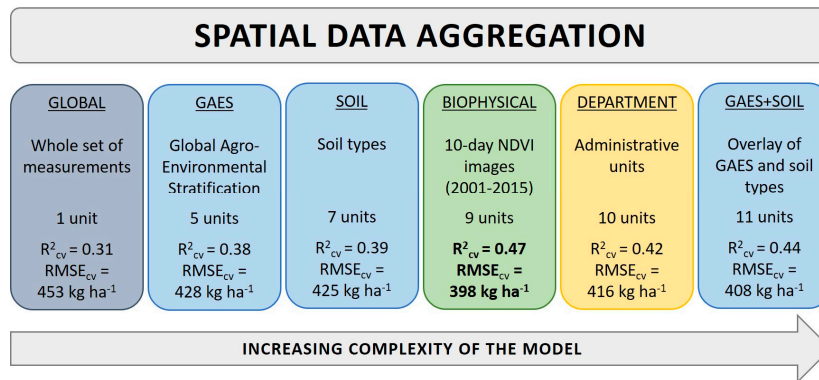 SPATIAL DATA AGGREGATION
GLOBAL
Whole set of
measurements
1 unit
R²cv = 0.31
RMSEcv =
453 kg ha⁻¹
GAES
Global Agro-
Environmental
Stratification
5 units
R²cv = 0.38
RMSEcv =
428 kg ha⁻¹
SOIL
Soil types
7 units
R²cv = 0.39
RMSEcv =
425 kg ha⁻¹
BIOPHYSICAL
10-day NDVI
images
(2001-2015)
9 units
R²cv = 0.47
RMSEcv =
398 kg ha⁻¹
DEPARTMENT
Administrative
units
10 units
R²cv = 0.42
RMSEcv =
416 kg ha⁻¹
GAES+SOIL
Overlay of
GAES and soil
types
11 units
R²cv = 0.44
RMSEcv =
408 kg ha⁻¹
INCREASING COMPLEXITY OF THE MODEL